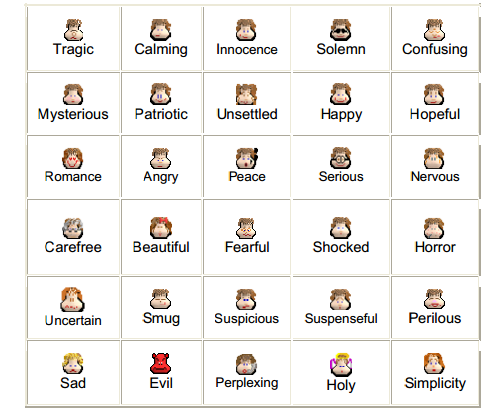 Tragic Calming Innocence Solemn Confusing
Mysterious Patriotic Unsettled Happy Hopeful
Romance Angry Peace Serious Nervous
Carefree Beautiful Fearful Shocked Horror
Uncertain Smug Suspicious Suspenseful Perilous
Sad Evil Perplexing Holy Simplicity